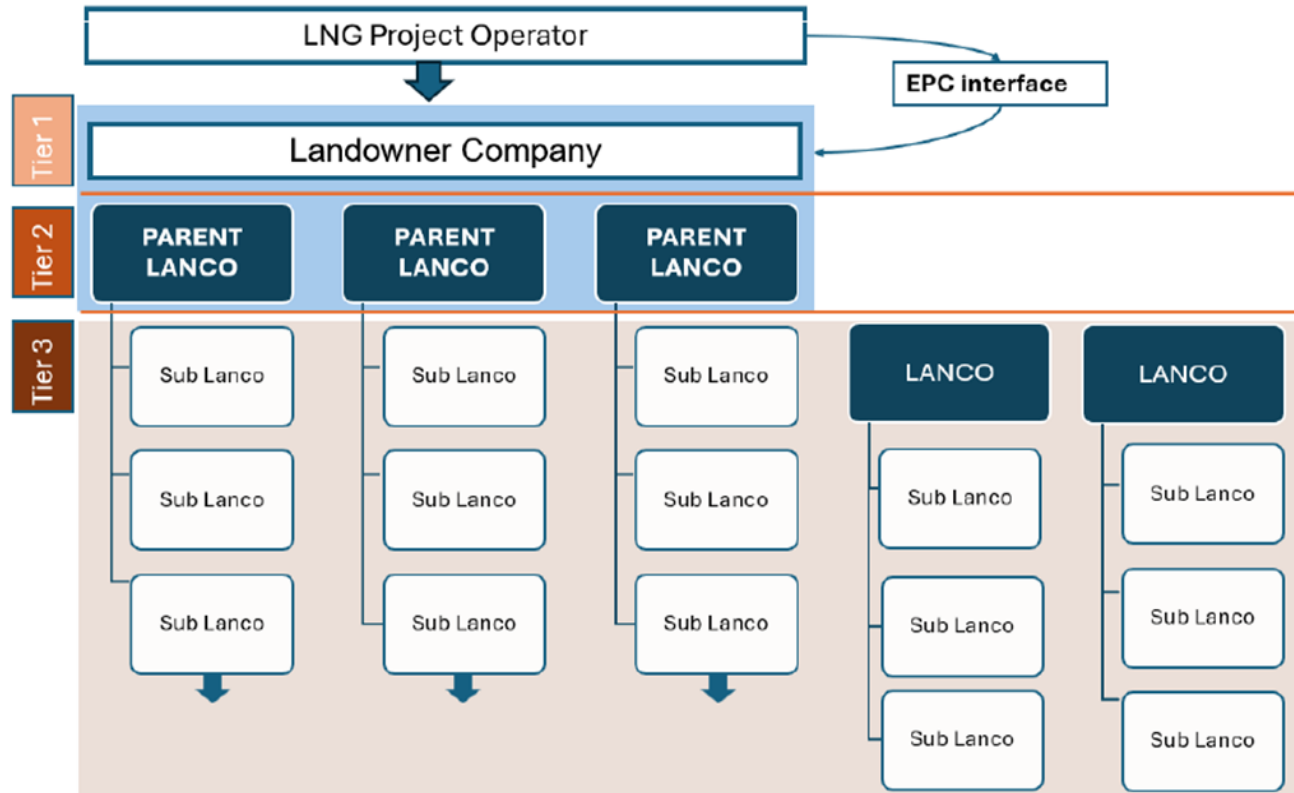 LNG Project Operator
EPC interface
Tier 1
Landowner Company
Tier 2
PARENT
LANCO
PARENT
LANCO
PARENT
LANCO
Tier 3
Sub Lanco
Sub Lanco
Sub Lanco
LANCO
LANCO
Sub Lanco
Sub Lanco
Sub Lanco
Sub Lanco
Sub Lanco
Sub Lanco
Sub Lanco
Sub Lanco
Sub Lanco
Sub Lanco
Sub Lanco
Sub Lanco